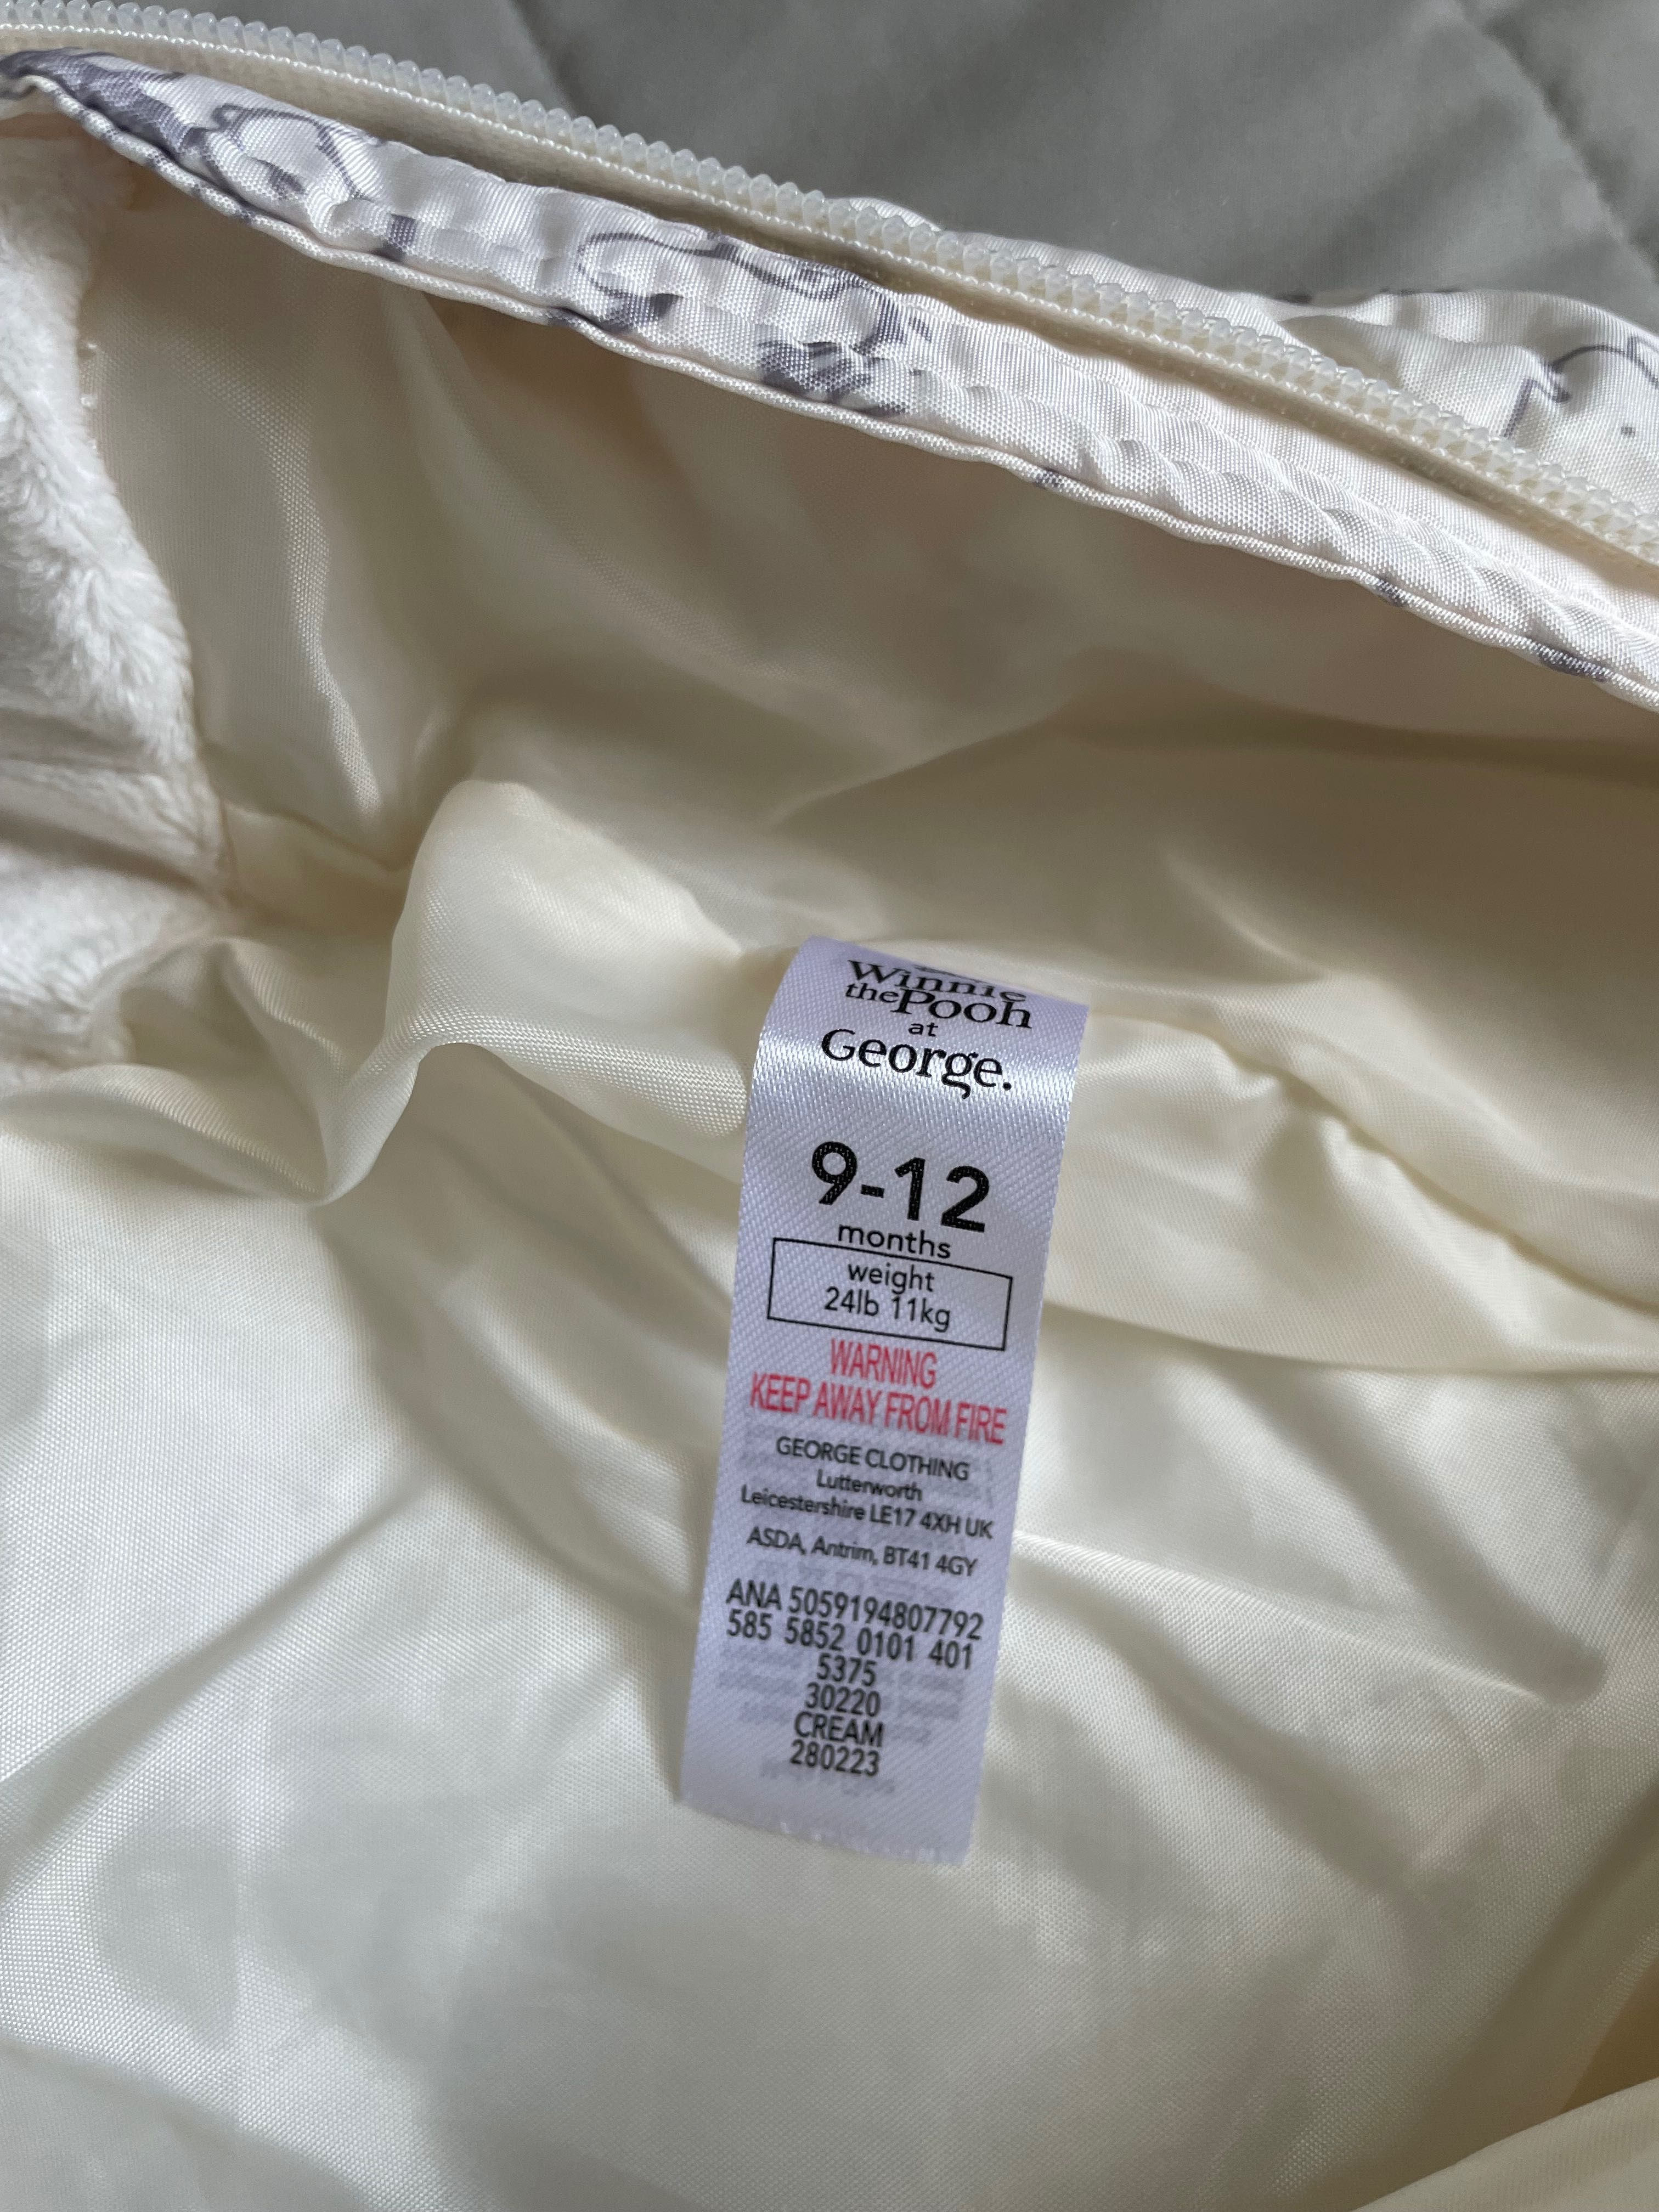 Winnie
the Pooh
at
George.
9-12
months
weight
24lb 11kg
WARNING
KEEP AWAY FROM FIRE
GEORGE CLOTHING
Lutterworth
Leicestershire LE17 4XH UK
ASDA, Antrim, BT41 4GY
ANA 5059194807792
585 5852 0101 401
5375
30220
CREAM
280223